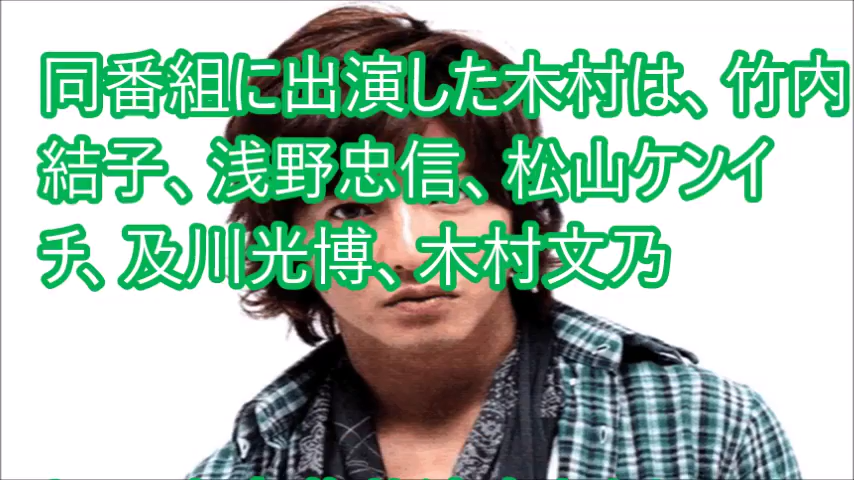 同番組に出演した木村は、竹内
結子、浅野忠信、松山ケンイ
チ、及川光博、木村文乃